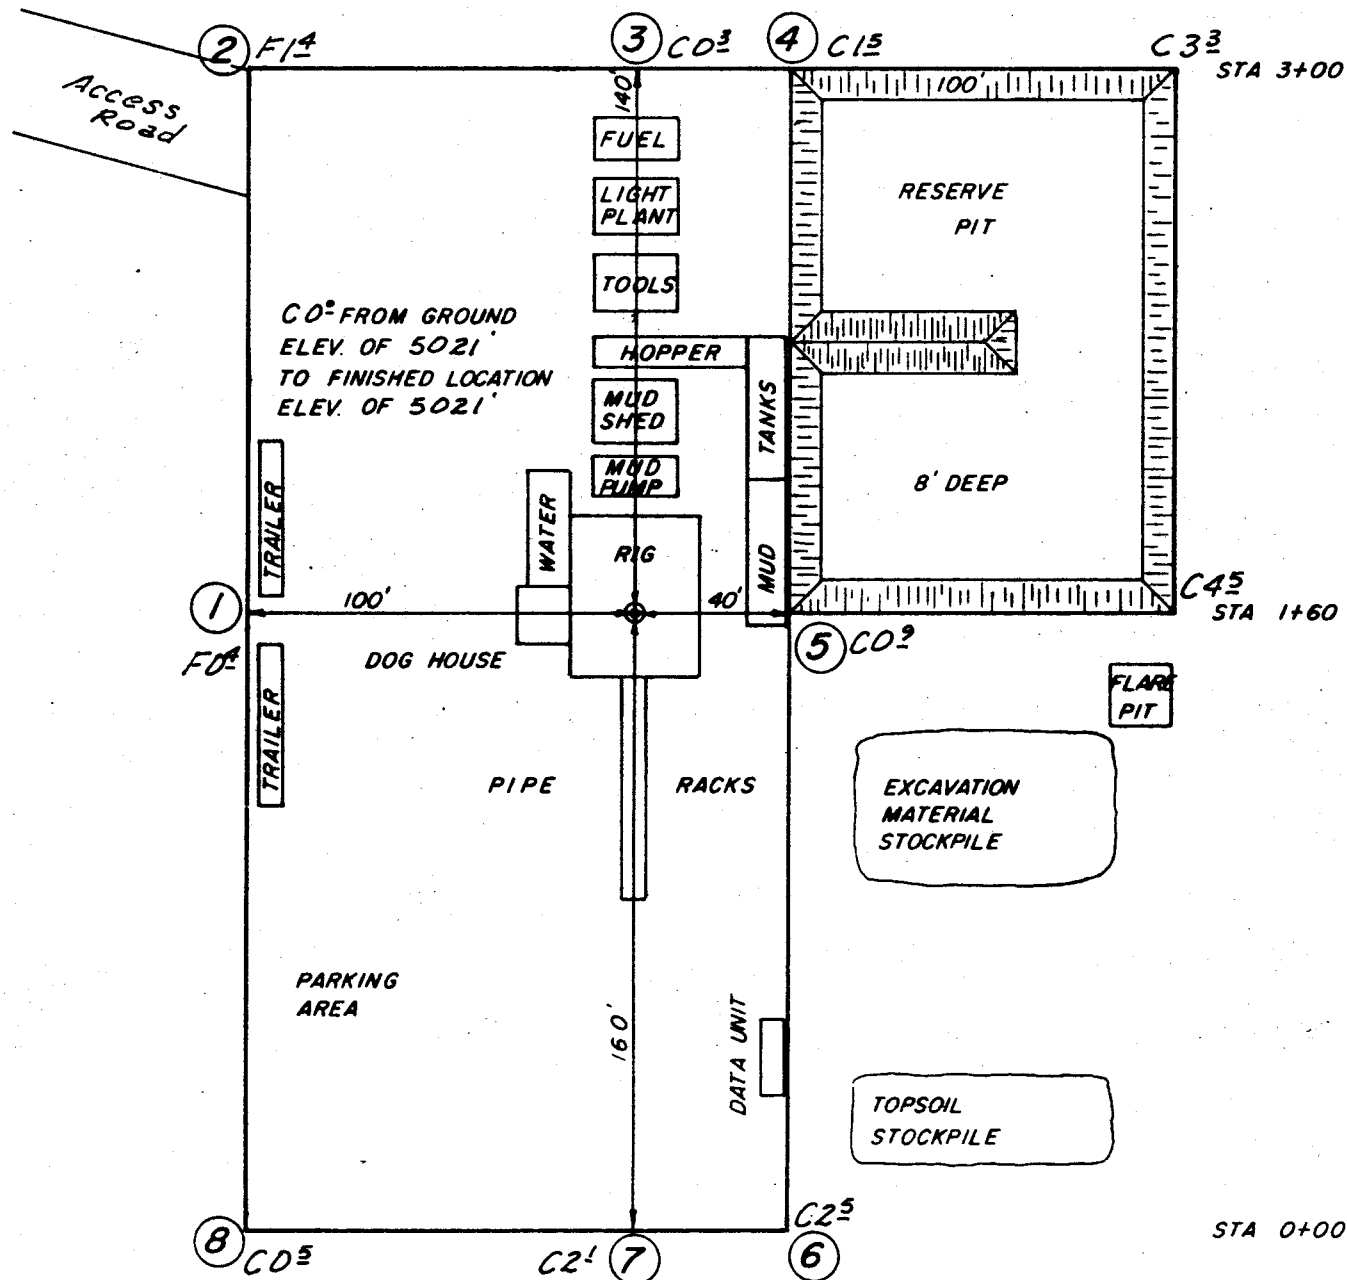 2 F1⁴ 3 C0³ 4 C1⁵ C3³ STA 3+00
Access
Road
140'
100'
FUEL
LIGHT
PLANT
TOOLS
RESERVE
PIT
C0⁰ FROM GROUND
ELEV. OF 5021'
TO FINISHED LOCATION
ELEV. OF 5021'
HOPPER
MUD
SHED
TANKS
MUD
PUMP
8' DEEP
TRAILER
WATER
RIG
MUD
1 100' 40' C4⁵
STA 1+60
F0⁴
DOG HOUSE
5 C0⁹
TRAILER
FLARE
PIT
PIPE RACKS
EXCAVATION
MATERIAL
STOCKPILE
PARKING
AREA
160'
DATA UNIT
TOPSOIL
STOCKPILE
C2⁵
STA 0+00
8 C0⁵ C2¹ 7 6